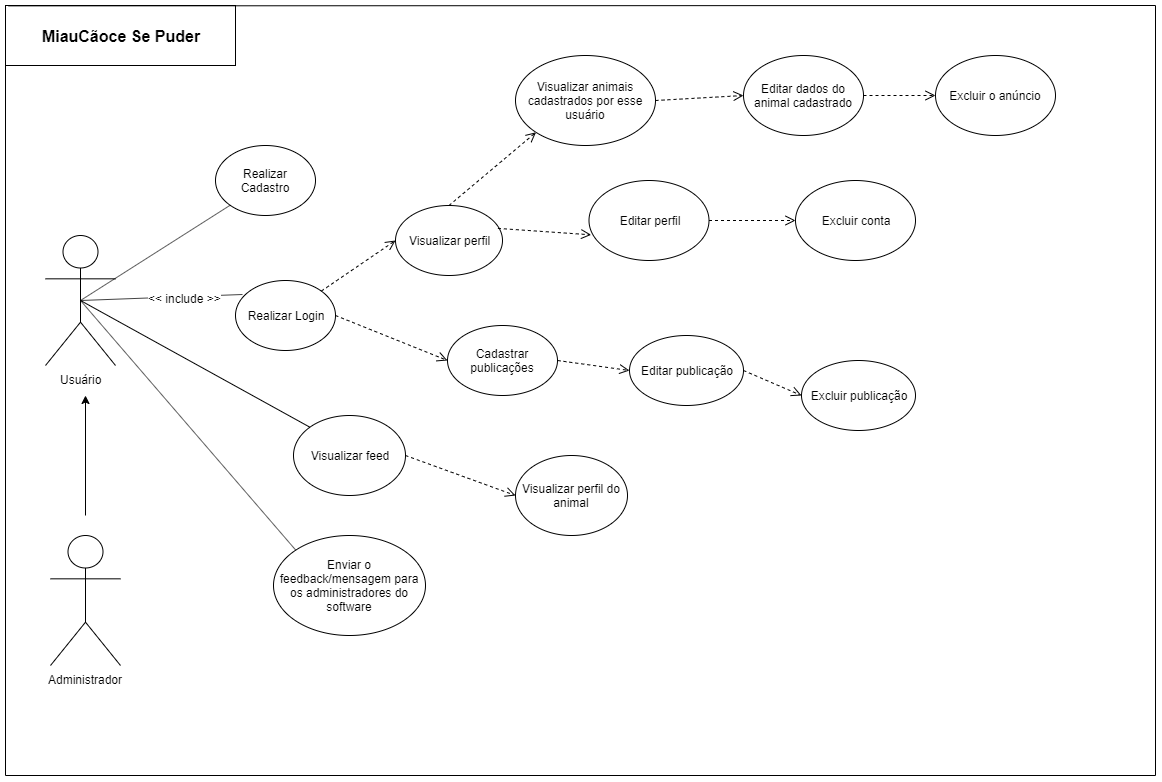 MiauCãoce Se Puder
Visualizar animais
cadastrados por esse
usuário
Editar dados do
animal cadastrado
Excluir o anúncio
Realizar
Cadastro
Visualizar perfil
Editar perfil
Excluir conta
<< include >>
Realizar Login
Usuário
Cadastrar
publicações
Editar publicação
Excluir publicação
Visualizar feed
Visualizar perfil do
animal
Enviar o
feedback/mensagem para
os administradores do
software
Administrador